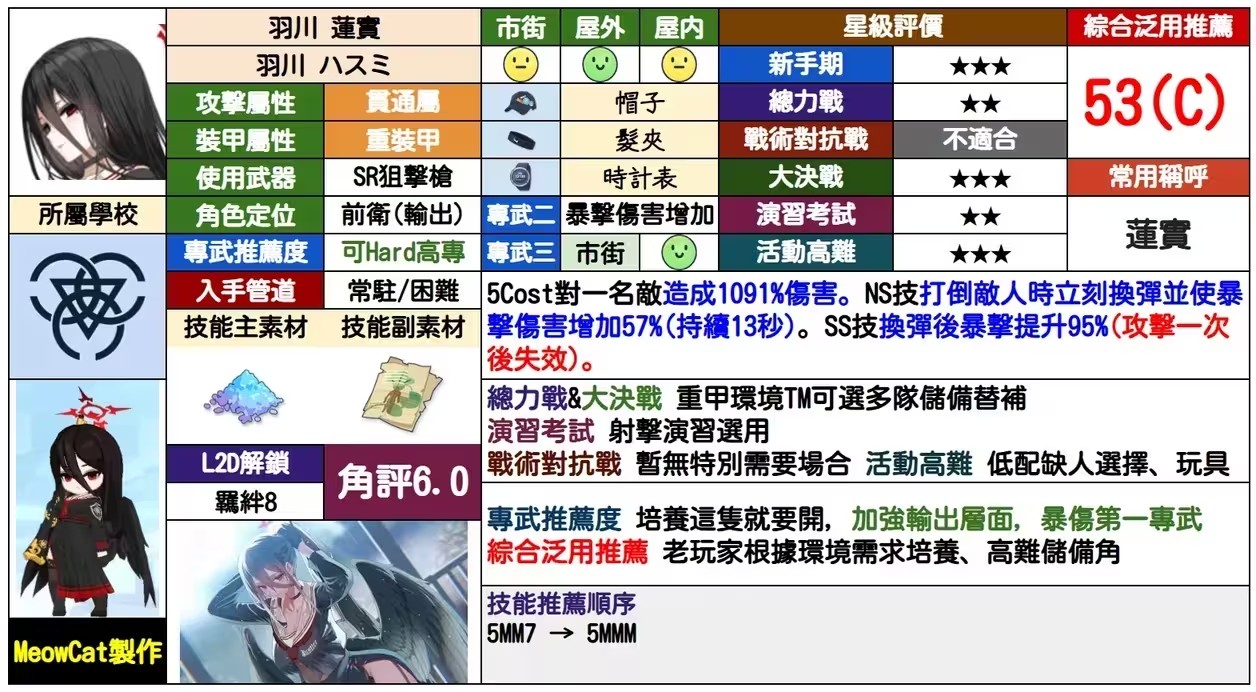 羽川 蓮實
羽川 ハスミ
攻撃屬性 貫通屬
裝甲屬性 重裝甲
使用武器 SR狙擊槍
角色定位 前衛(輸出)
專武推薦度 可Hard高專
入手管道 常駐/困難
技能主素材 技能副素材
L2D解鎖
羈絆8
角評6.0
所屬學校
MeowCat製作
市街 屋外 屋內
帽子
髮夾
時計表
專武二 暴擊傷害增加
專武三 市街
星級評價
新手期 ★★★
總力戰 ★★
戰術對抗戰 不適合
大決戰 ★★★
演習考試 ★★
活動高難 ★★★
綜合泛用推薦
53(C)
常用稱呼
蓮實
5Cost對一名敵造成1091%傷害。NS技打倒敵人時立刻換彈並使暴
擊傷害增加57%(持續13秒)。SS技換彈後暴擊提升95%(攻擊一次
後失效)。
總力戰&大決戰 重甲環境TM可選多隊儲備替補
演習考試 射擊演習選用
戰術對抗戰 暫無特別需要場合 活動高難 低配缺人選擇、玩具
專武推薦度 培養這隻就要開, 加強輸出層面, 暴傷第一專武
綜合泛用推薦 老玩家根據環境需求培養、高難儲備角
技能推薦順序
5MM7 → 5MMM